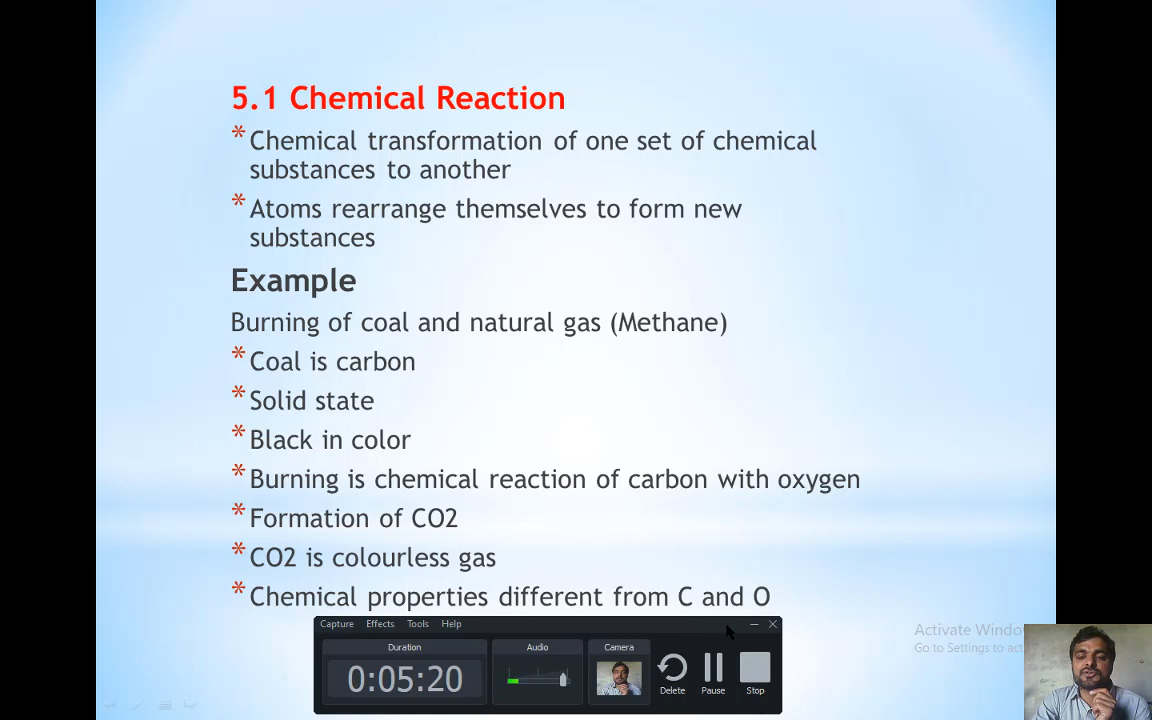 5.1 Chemical Reaction
* Chemical transformation of one set of chemical
substances to another
* Atoms rearrange themselves to form new
substances
Example
Burning of coal and natural gas (Methane)
* Coal is carbon
* Solid state
* Black in color
* Burning is chemical reaction of carbon with oxygen
* Formation of CO2
* CO2 is colourless gas
* Chemical properties different from C and O
Capture Effects Tools Help
Duration Audio Camera
0:05:20
Delete Pause Stop
Activate Windo
Go to Settings to act